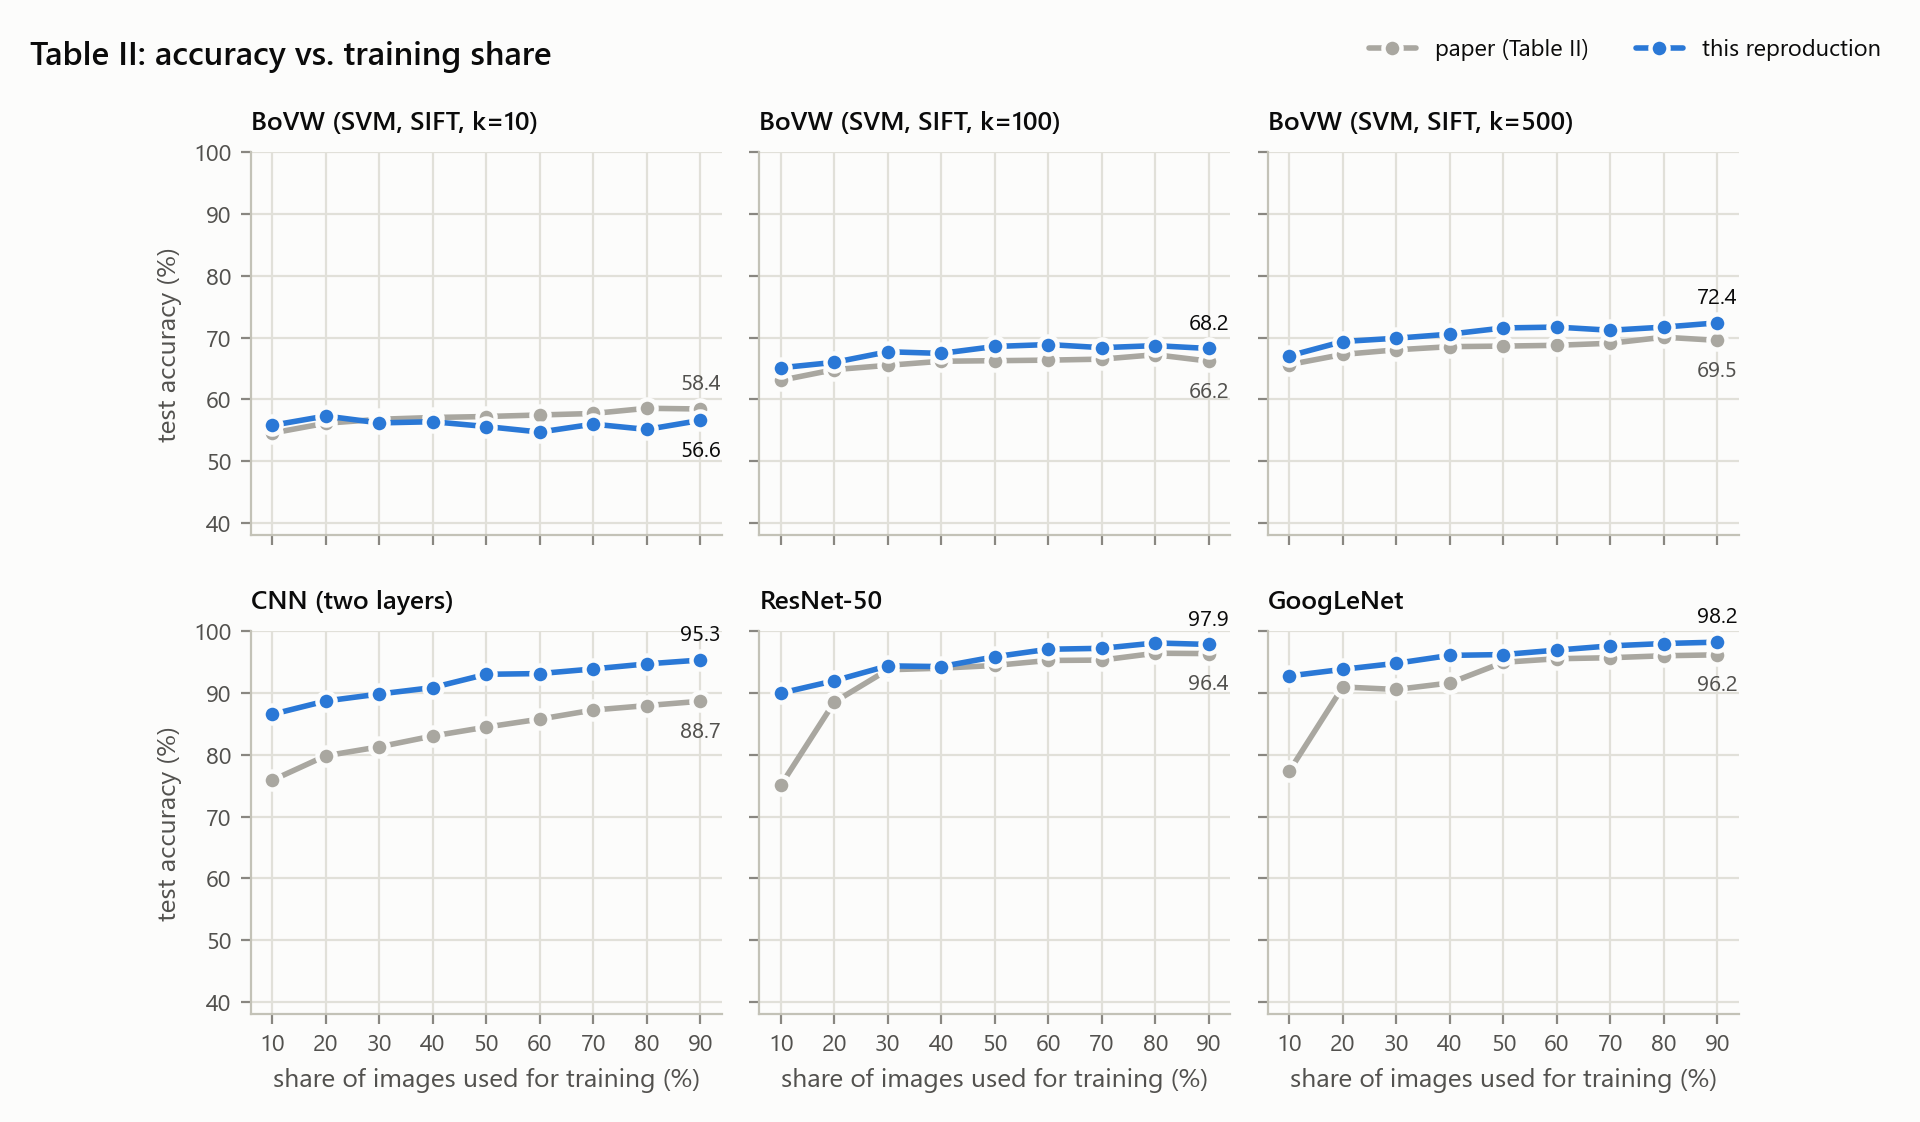 Table II: accuracy vs. training share
paper (Table II)
this reproduction
BoVW (SVM, SIFT, k=10)
BoVW (SVM, SIFT, k=100)
BoVW (SVM, SIFT, k=500)
test accuracy (%)
100
90
80
70
60
50
40
58.4
56.6
68.2
66.2
72.4
69.5
CNN (two layers)
ResNet-50
GoogLeNet
test accuracy (%)
100
90
80
70
60
50
40
95.3
88.7
97.9
96.4
98.2
96.2
10 20 30 40 50 60 70 80 90
10 20 30 40 50 60 70 80 90
10 20 30 40 50 60 70 80 90
share of images used for training (%)
share of images used for training (%)
share of images used for training (%)